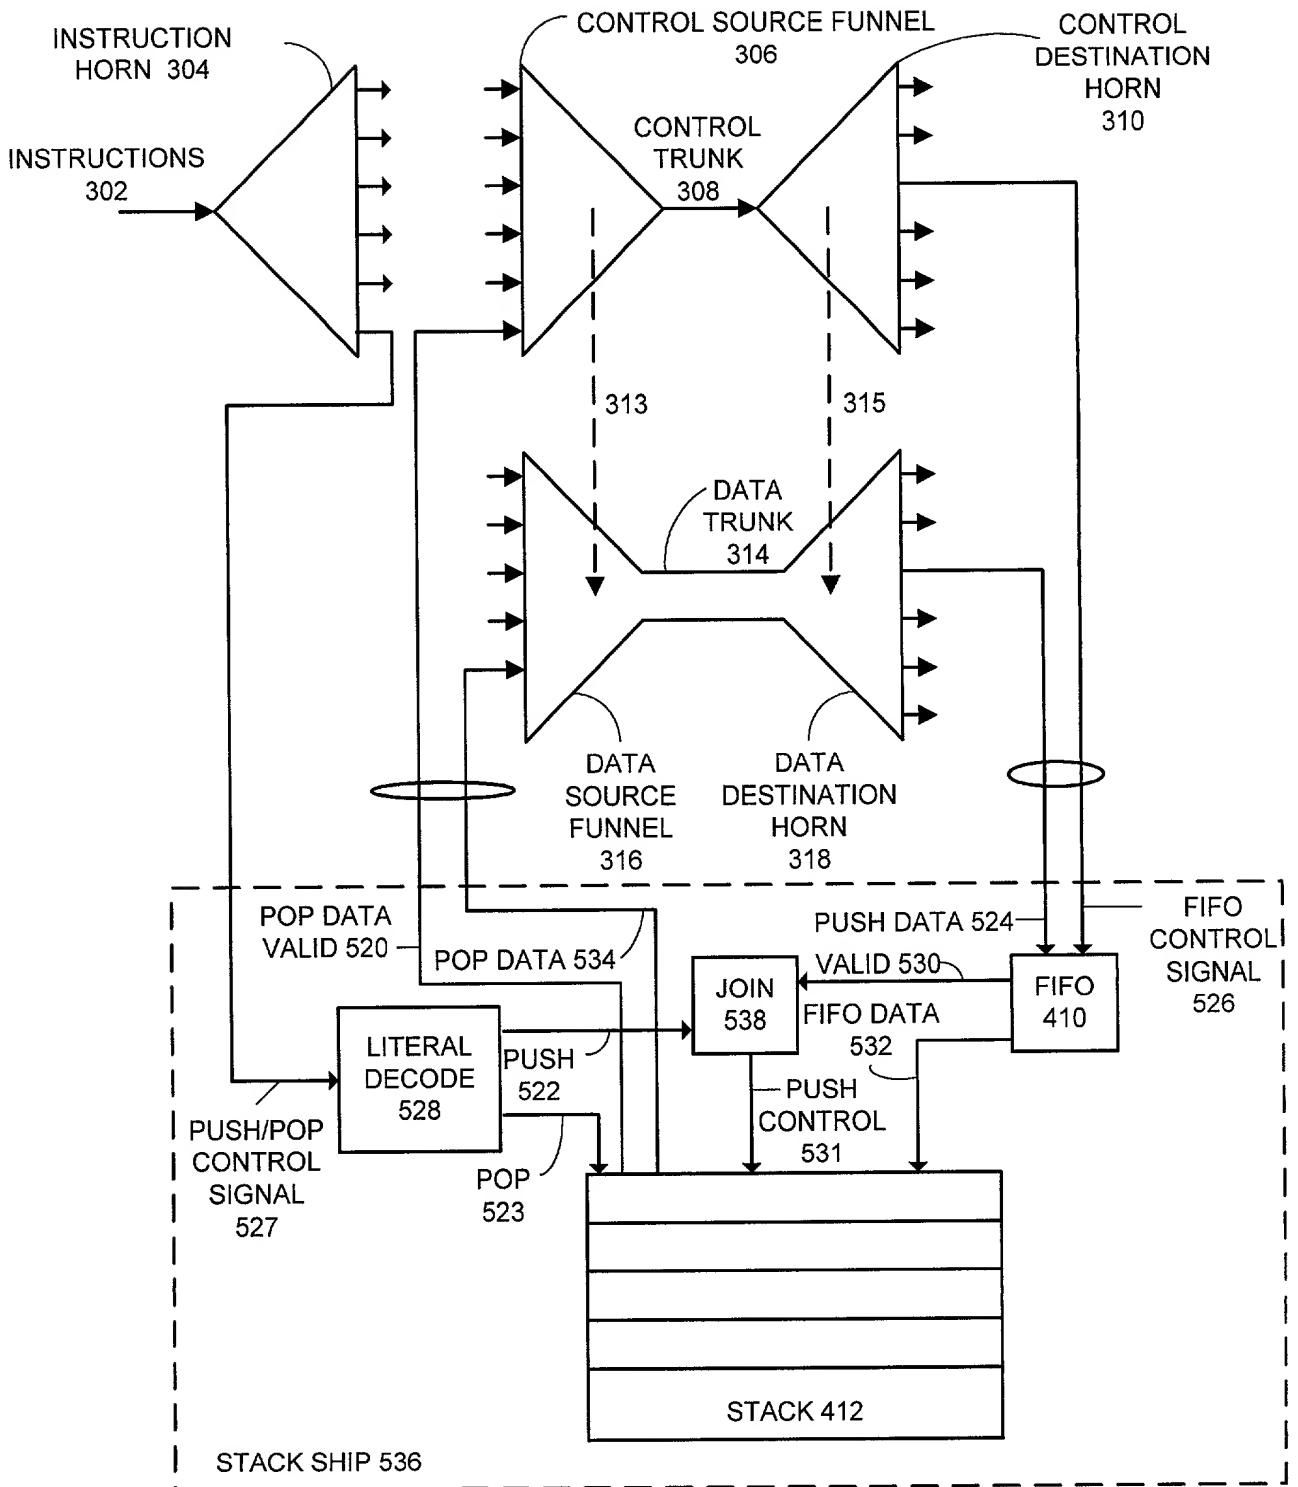 INSTRUCTION
HORN 304
CONTROL SOURCE FUNNEL
306
CONTROL
DESTINATION
HORN
310
INSTRUCTIONS
302
CONTROL
TRUNK
308
313
315
DATA
TRUNK
314
DATA
SOURCE
FUNNEL
316
DATA
DESTINATION
HORN
318
POP DATA
VALID 520
POP DATA 534
PUSH DATA 524
VALID 530
FIFO
CONTROL
SIGNAL
526
JOIN
538
FIFO DATA
532
FIFO
410
LITERAL
DECODE
528
PUSH
522
PUSH
CONTROL
531
PUSH/POP
CONTROL
SIGNAL
527
POP
523
STACK 412
STACK SHIP 536